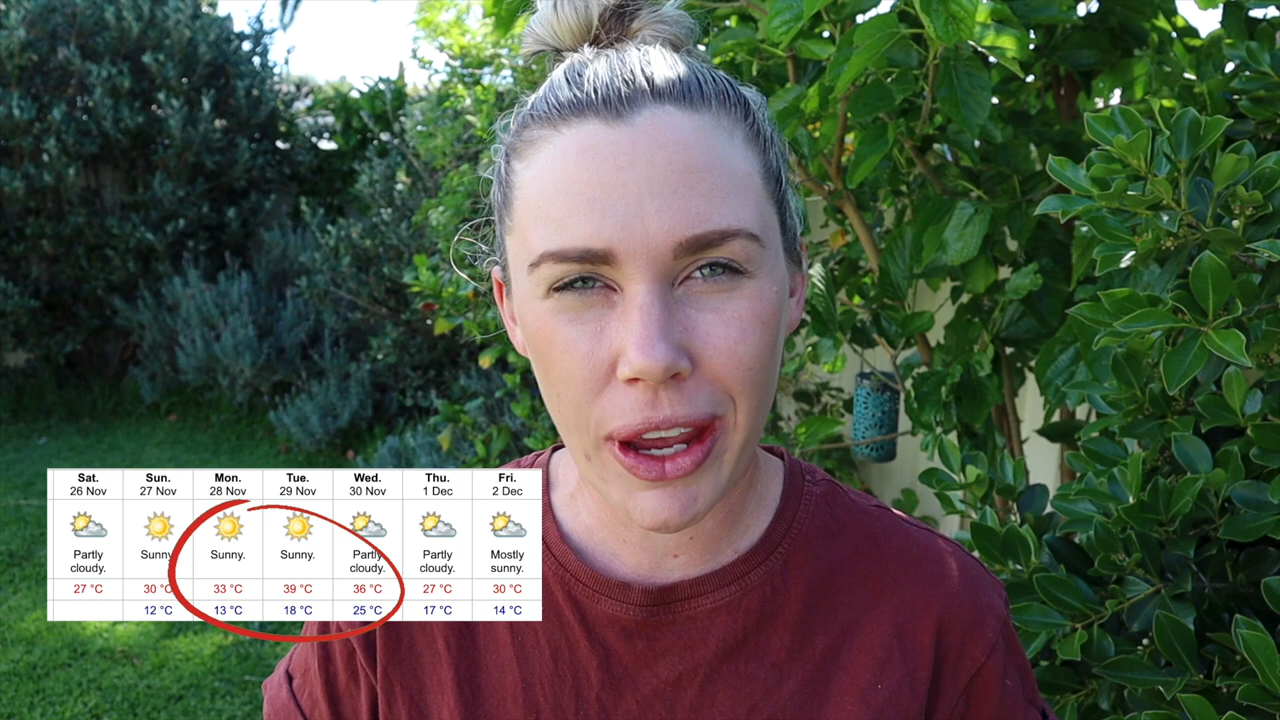 Sat. Sun. Mon. Tue. Wed. Thu. Fri.
26 Nov 27 Nov 28 Nov 29 Nov 30 Nov 1 Dec 2 Dec
Partly Sunny. Sunny. Sunny. Partly Partly Mostly
cloudy. cloudy. cloudy. sunny.
27 °C 30 °C 33 °C 39 °C 36 °C 27 °C 30 °C
12 °C 13 °C 18 °C 25 °C 17 °C 14 °C